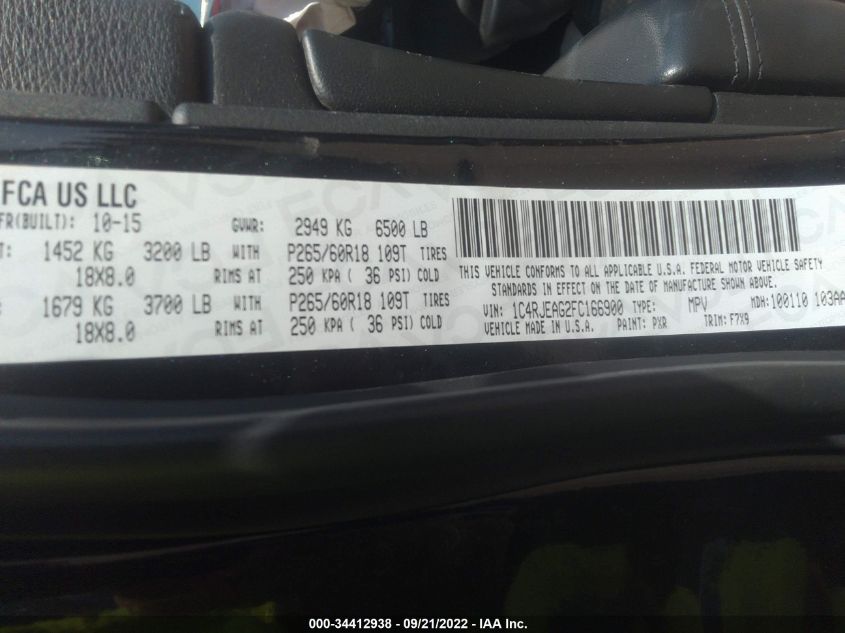 FCA US LLC
FR(BUILT): 10-15 GVWR: 2949 KG 6500 LB
T: 1452 KG 3200 LB WITH P265/60R18 109T TIRES
18X8.0 RIMS AT 250 KPA ( 36 PSI) COLD
: 1679 KG 3700 LB WITH P265/60R18 109T TIRES
18X8.0 RIMS AT 250 KPA ( 36 PSI) COLD
THIS VEHICLE CONFORMS TO ALL APPLICABLE U.S.A. FEDERAL MOTOR VEHICLE SAFETY
STANDARDS IN EFFECT ON THE DATE OF MANUFACTURE SHOWN ABOVE.
VIN: 1C4RJEAG2FC166900 TYPE: MPV MDH: 100110 103AA
VEHICLE MADE IN U.S.A. PAINT: PXR TRIM: F7X9
000-34412938 - 09/21/2022 - IAA Inc.